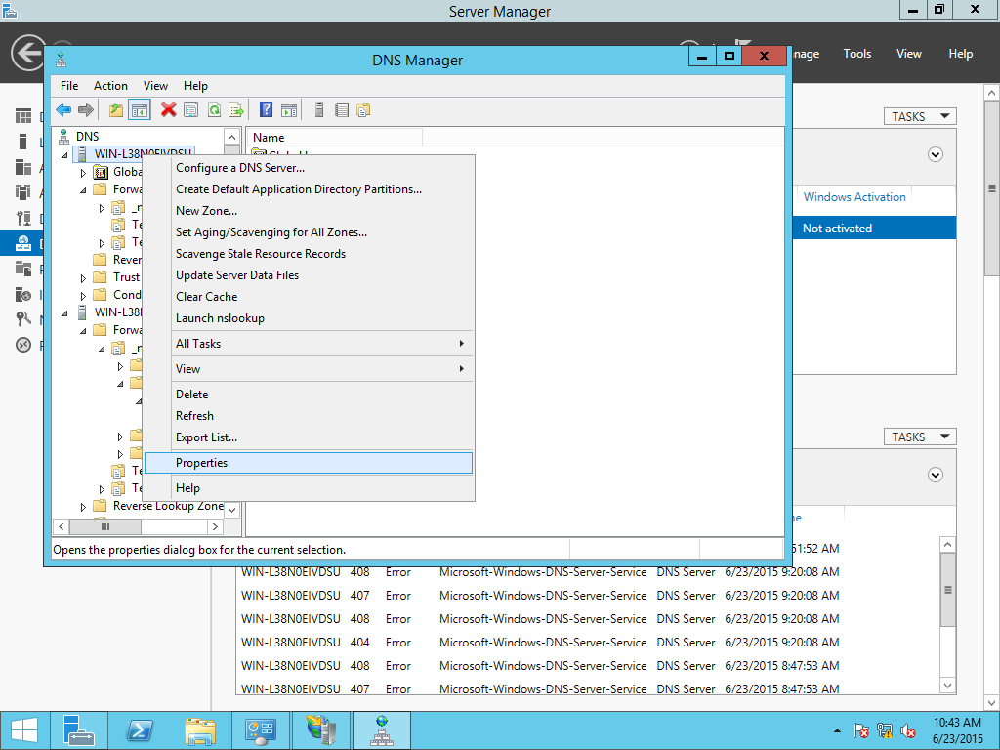 Server Manager
nage Tools View Help
DNS Manager
File Action View Help
TASKS
DNS
WIN-L38N0EIVDSU
Globa
Forwa
Rever
Trust
Cond
WIN-L38
Forwa
Reverse Lookup Zone
Name
Configure a DNS Server...
Create Default Application Directory Partitions...
New Zone...
Set Aging/Scavenging for All Zones...
Scavenge Stale Resource Records
Update Server Data Files
Clear Cache
Launch nslookup
All Tasks
View
Delete
Refresh
Export List...
Properties
Help
Windows Activation
Not activated
TASKS
Opens the properties dialog box for the current selection.
51:52 AM
WIN-L38N0EIVDSU 408 Error Microsoft-Windows-DNS-Server-Service DNS Server 6/23/2015 9:20:08 AM
WIN-L38N0EIVDSU 407 Error Microsoft-Windows-DNS-Server-Service DNS Server 6/23/2015 9:20:08 AM
WIN-L38N0EIVDSU 408 Error Microsoft-Windows-DNS-Server-Service DNS Server 6/23/2015 9:20:08 AM
WIN-L38N0EIVDSU 404 Error Microsoft-Windows-DNS-Server-Service DNS Server 6/23/2015 9:20:08 AM
WIN-L38N0EIVDSU 408 Error Microsoft-Windows-DNS-Server-Service DNS Server 6/23/2015 8:47:53 AM
WIN-L38N0EIVDSU 407 Error Microsoft-Windows-DNS-Server-Service DNS Server 6/23/2015 8:47:53 AM
10:43 AM
6/23/2015